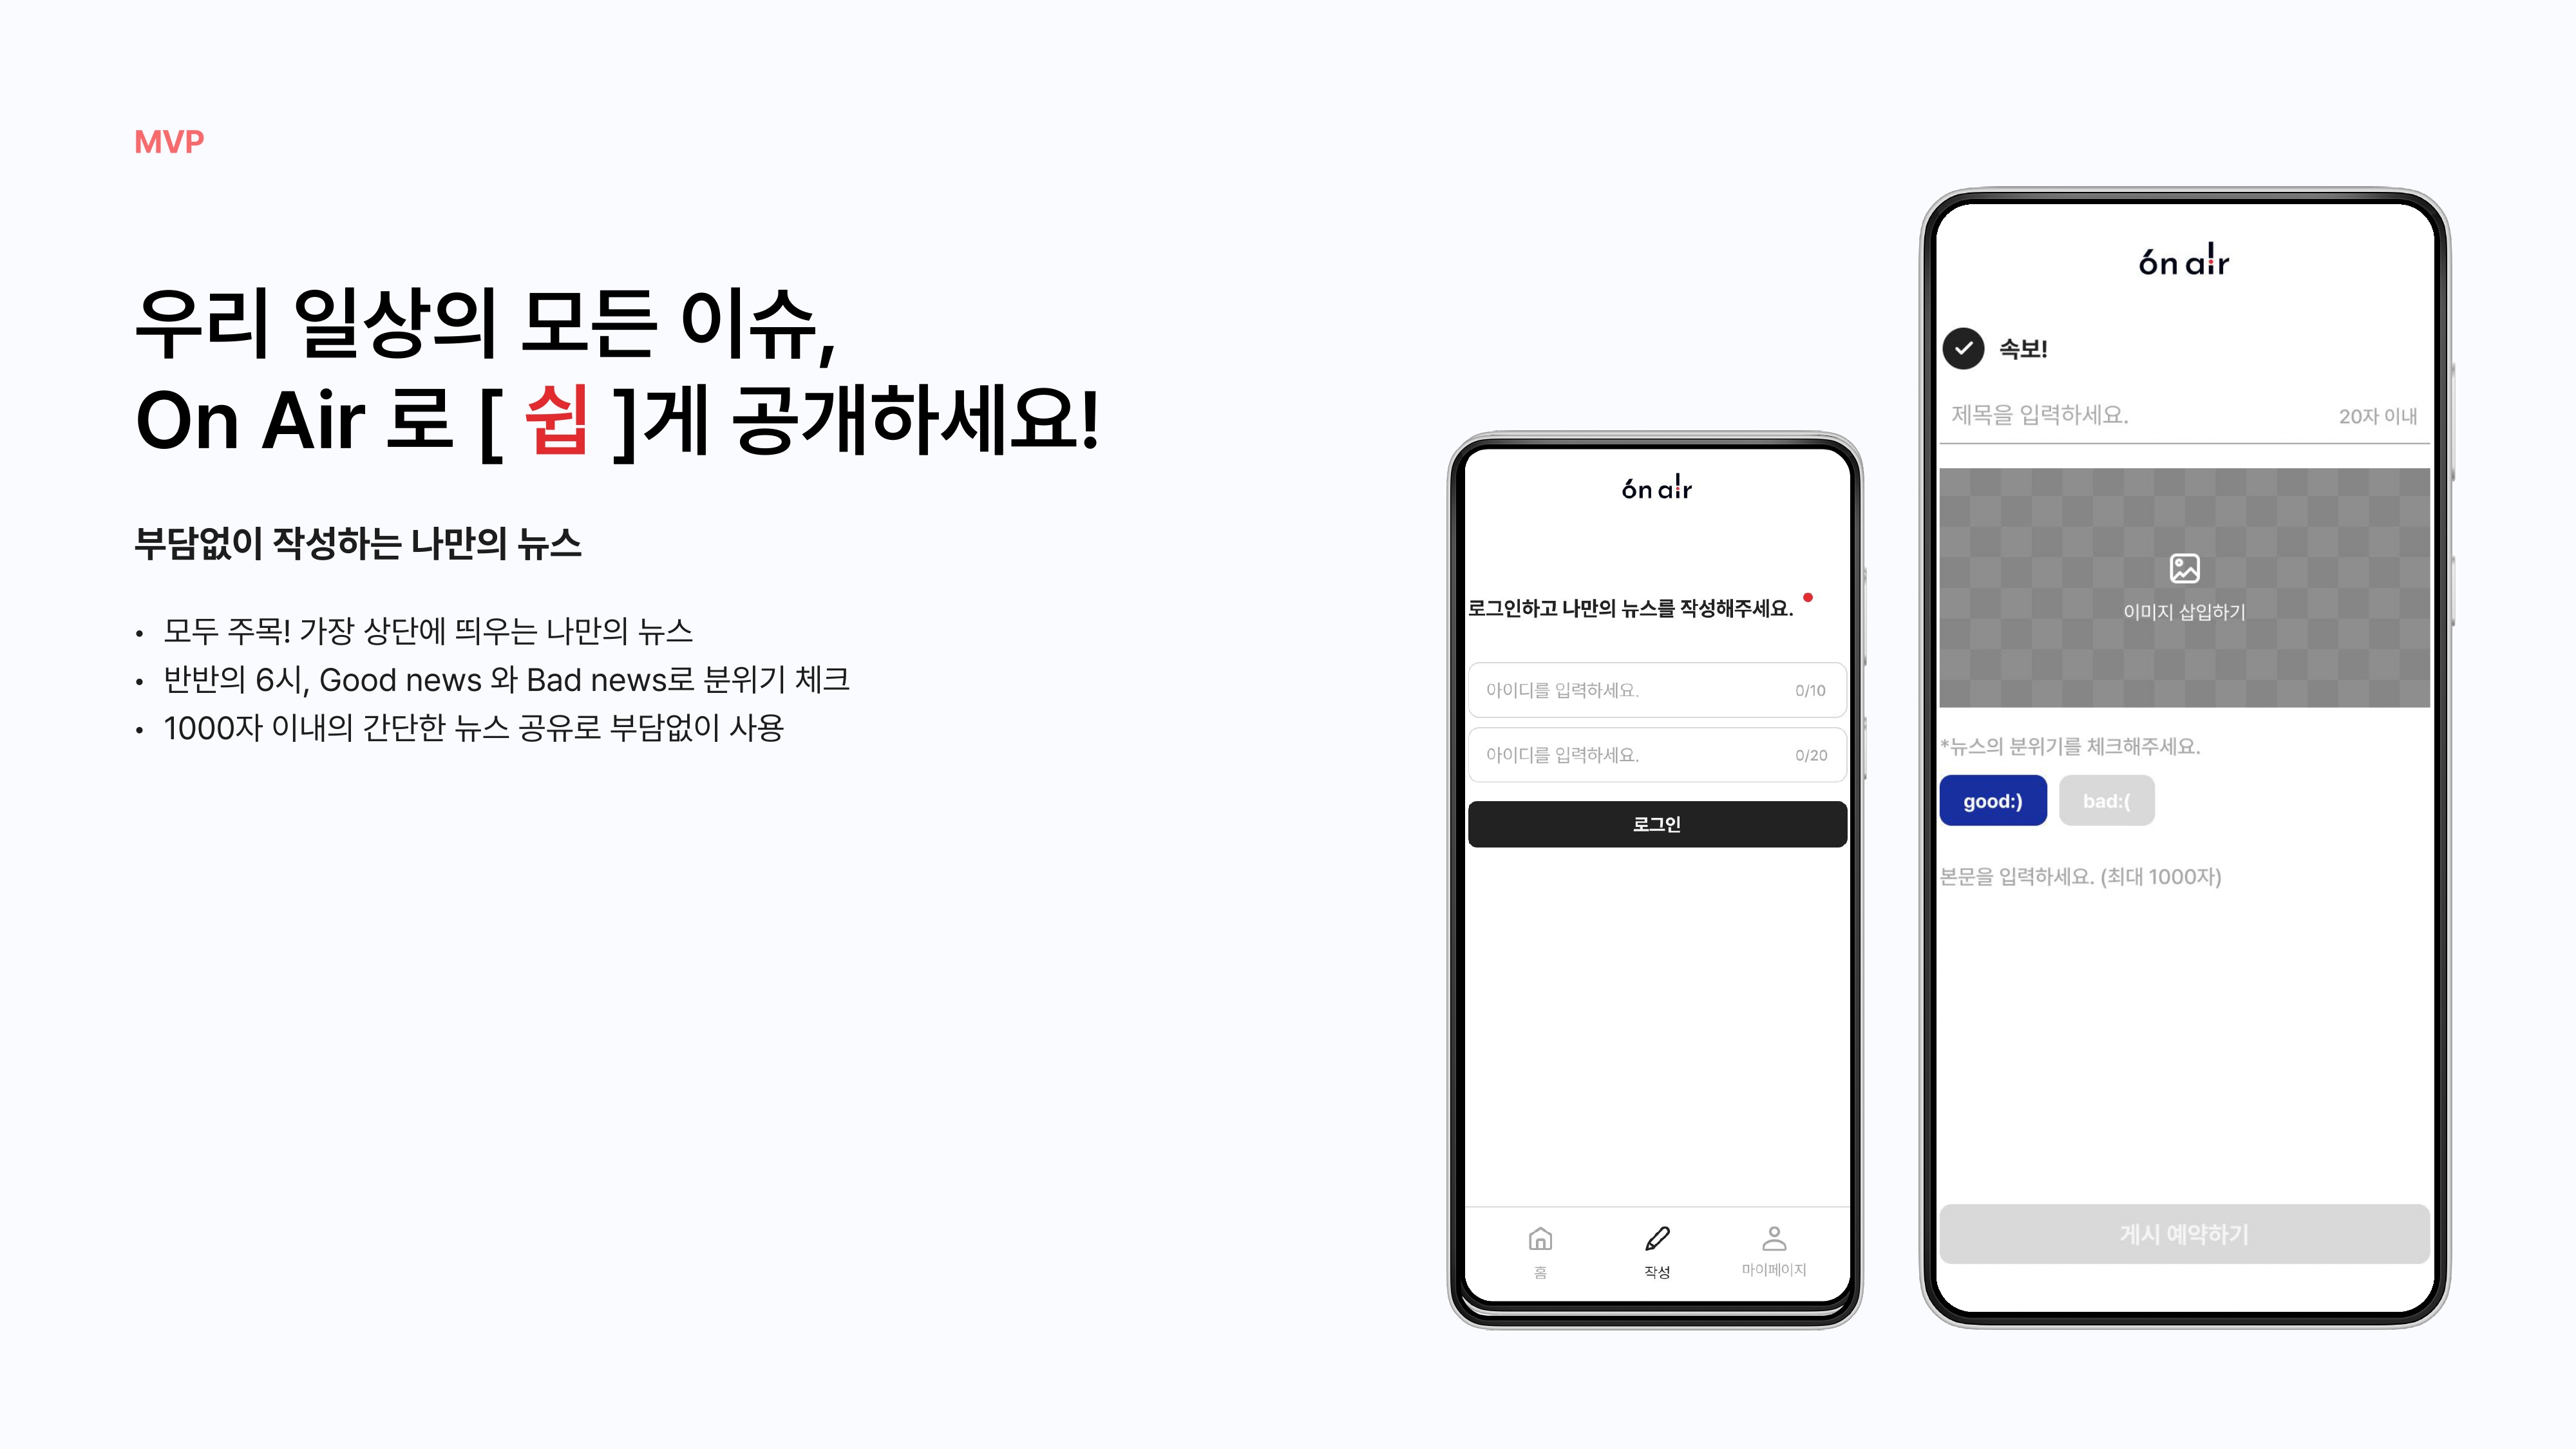 MVP
우리 일상의 모든 이슈,
On Air 로 [ 쉽 ]게 공개하세요!
부담없이 작성하는 나만의 뉴스
• 모두 주목! 가장 상단에 띄우는 나만의 뉴스
• 반반의 6시, Good news 와 Bad news로 분위기 체크
• 1000자 이내의 간단한 뉴스 공유로 부담없이 사용
ón air
로그인하고 나만의 뉴스를 작성해주세요.
아이디를 입력하세요. 0/10
아이디를 입력하세요. 0/20
로그인
홈 작성 마이페이지
ón air
속보!
제목을 입력하세요. 20자 이내
이미지 삽입하기
*뉴스의 분위기를 체크해주세요.
good:) bad:(
본문을 입력하세요. (최대 1000자)
게시 예약하기